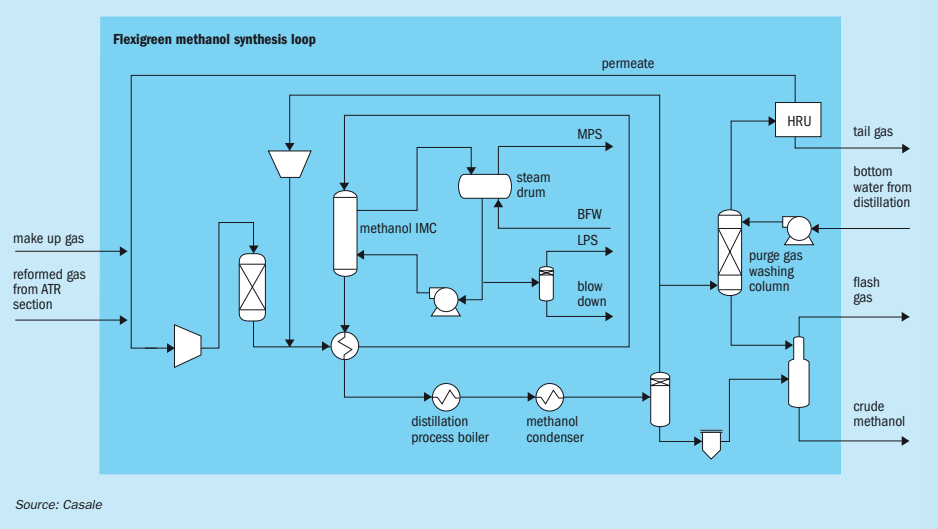 Flexigreen methanol synthesis loop
permeate
HRU
tail gas
MPS
steam
drum
bottom
water from
distillation
methanol IMC
BFW
make up gas
LPS
purge gas
washing
column
reformed gas
from ATR
section
blow
down
flash
gas
distillation
process boiler
methanol
condenser
crude
methanol
Source: Casale